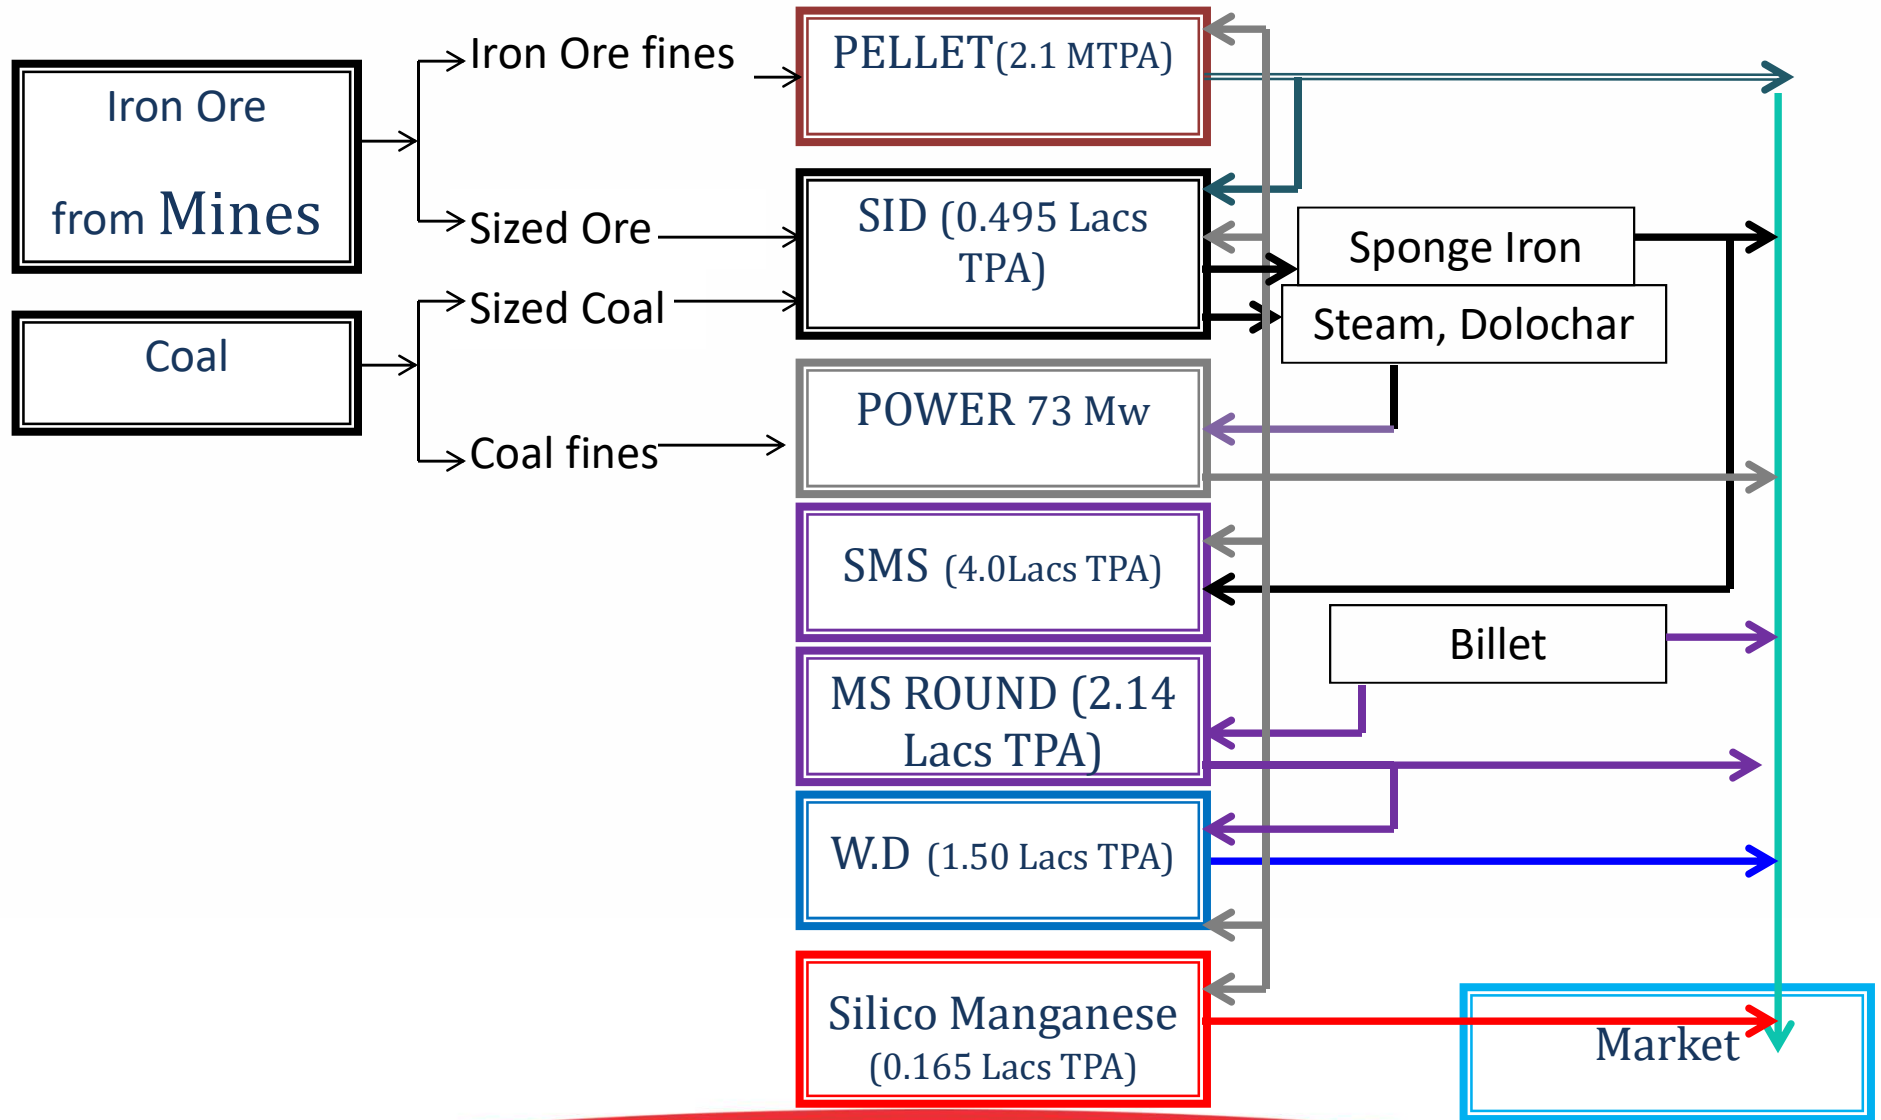 Iron Ore
from Mines
Coal
Iron Ore fines
Sized Ore
Sized Coal
Coal fines
PELLET(2.1 MTPA)
SID (0.495 Lacs
TPA)
POWER 73 Mw
SMS (4.0Lacs TPA)
MS ROUND (2.14
Lacs TPA)
W.D (1.50 Lacs TPA)
Silico Manganese
(0.165 Lacs TPA)
Sponge Iron
Steam, Dolochar
Billet
Market